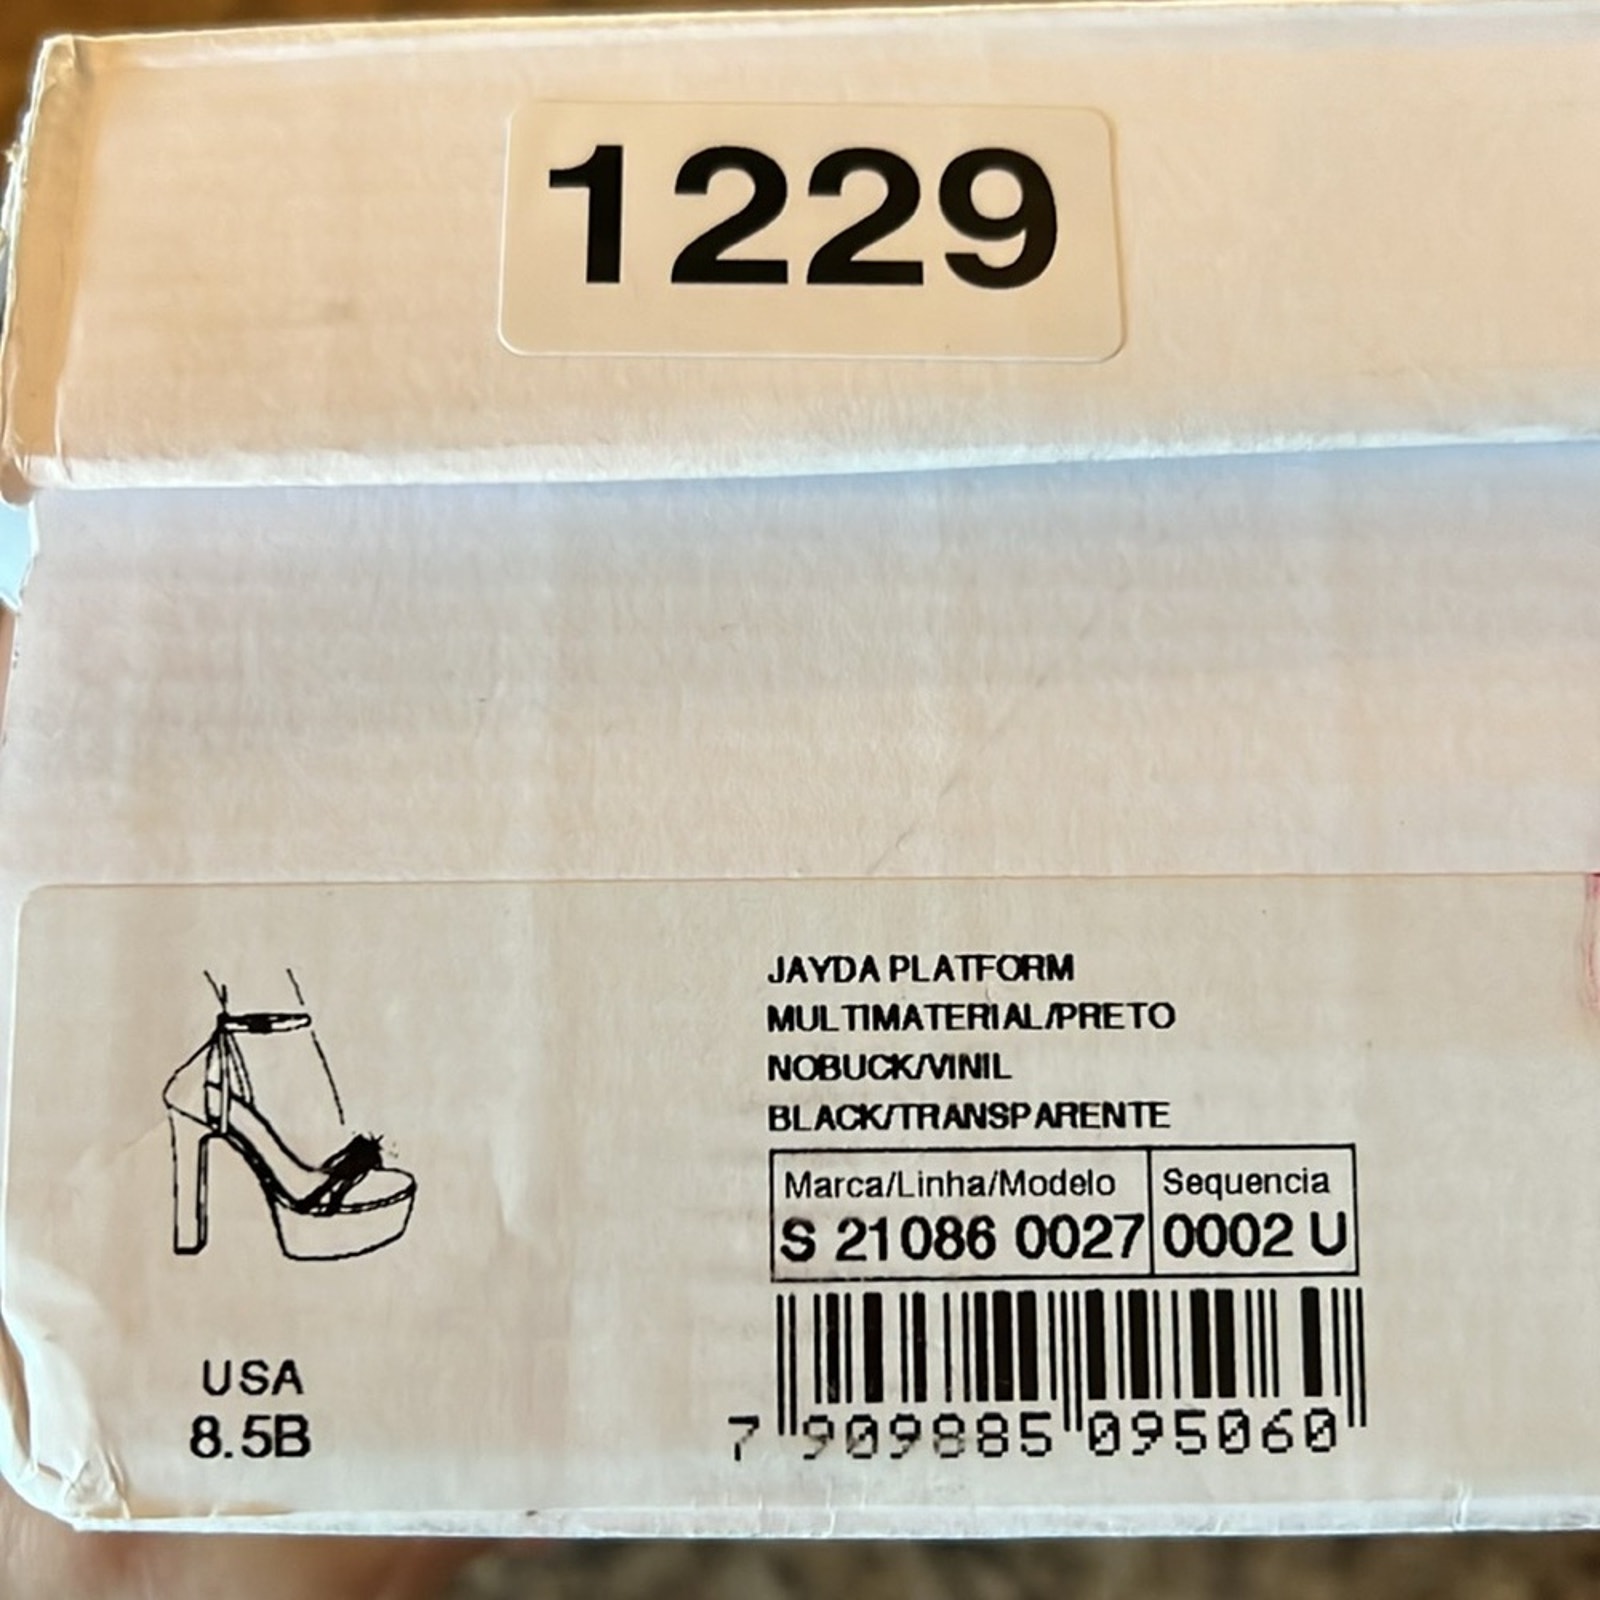 1229
JAYDA PLATFORM
MULTIMATERIAL/PRETO
NOBUCK/VINIL
BLACK/TRANSPARENTE
Marca/Linha/Modelo Sequencia
S 21086 0027 0002 U
USA
8.5B
7 909885 095060